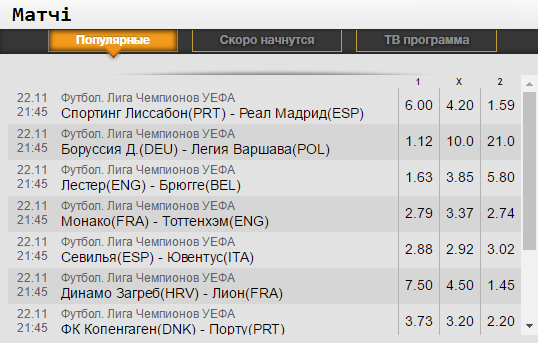 Матчі
Популярные Скоро начнутся ТВ программа
1 X 2
22.11 Футбол. Лига Чемпионов УЕФА
21:45 Спортинг Лиссабон(PRT) - Реал Мадрид(ESP) 6.00 4.20 1.59
22.11 Футбол. Лига Чемпионов УЕФА
21:45 Боруссия Д.(DEU) - Легия Варшава(POL) 1.12 10.0 21.0
22.11 Футбол. Лига Чемпионов УЕФА
21:45 Лестер(ENG) - Брюгге(BEL) 1.63 3.85 5.80
22.11 Футбол. Лига Чемпионов УЕФА
21:45 Монако(FRA) - Тоттенхэм(ENG) 2.79 3.37 2.74
22.11 Футбол. Лига Чемпионов УЕФА
21:45 Севилья(ESP) - Ювентус(ITA) 2.88 2.92 3.02
22.11 Футбол. Лига Чемпионов УЕФА
21:45 Динамо Загреб(HRV) - Лион(FRA) 7.50 4.50 1.45
22.11 Футбол. Лига Чемпионов УЕФА
21:45 ФК Копенгаген(DNK) - Порту(PRT) 3.73 3.20 2.20